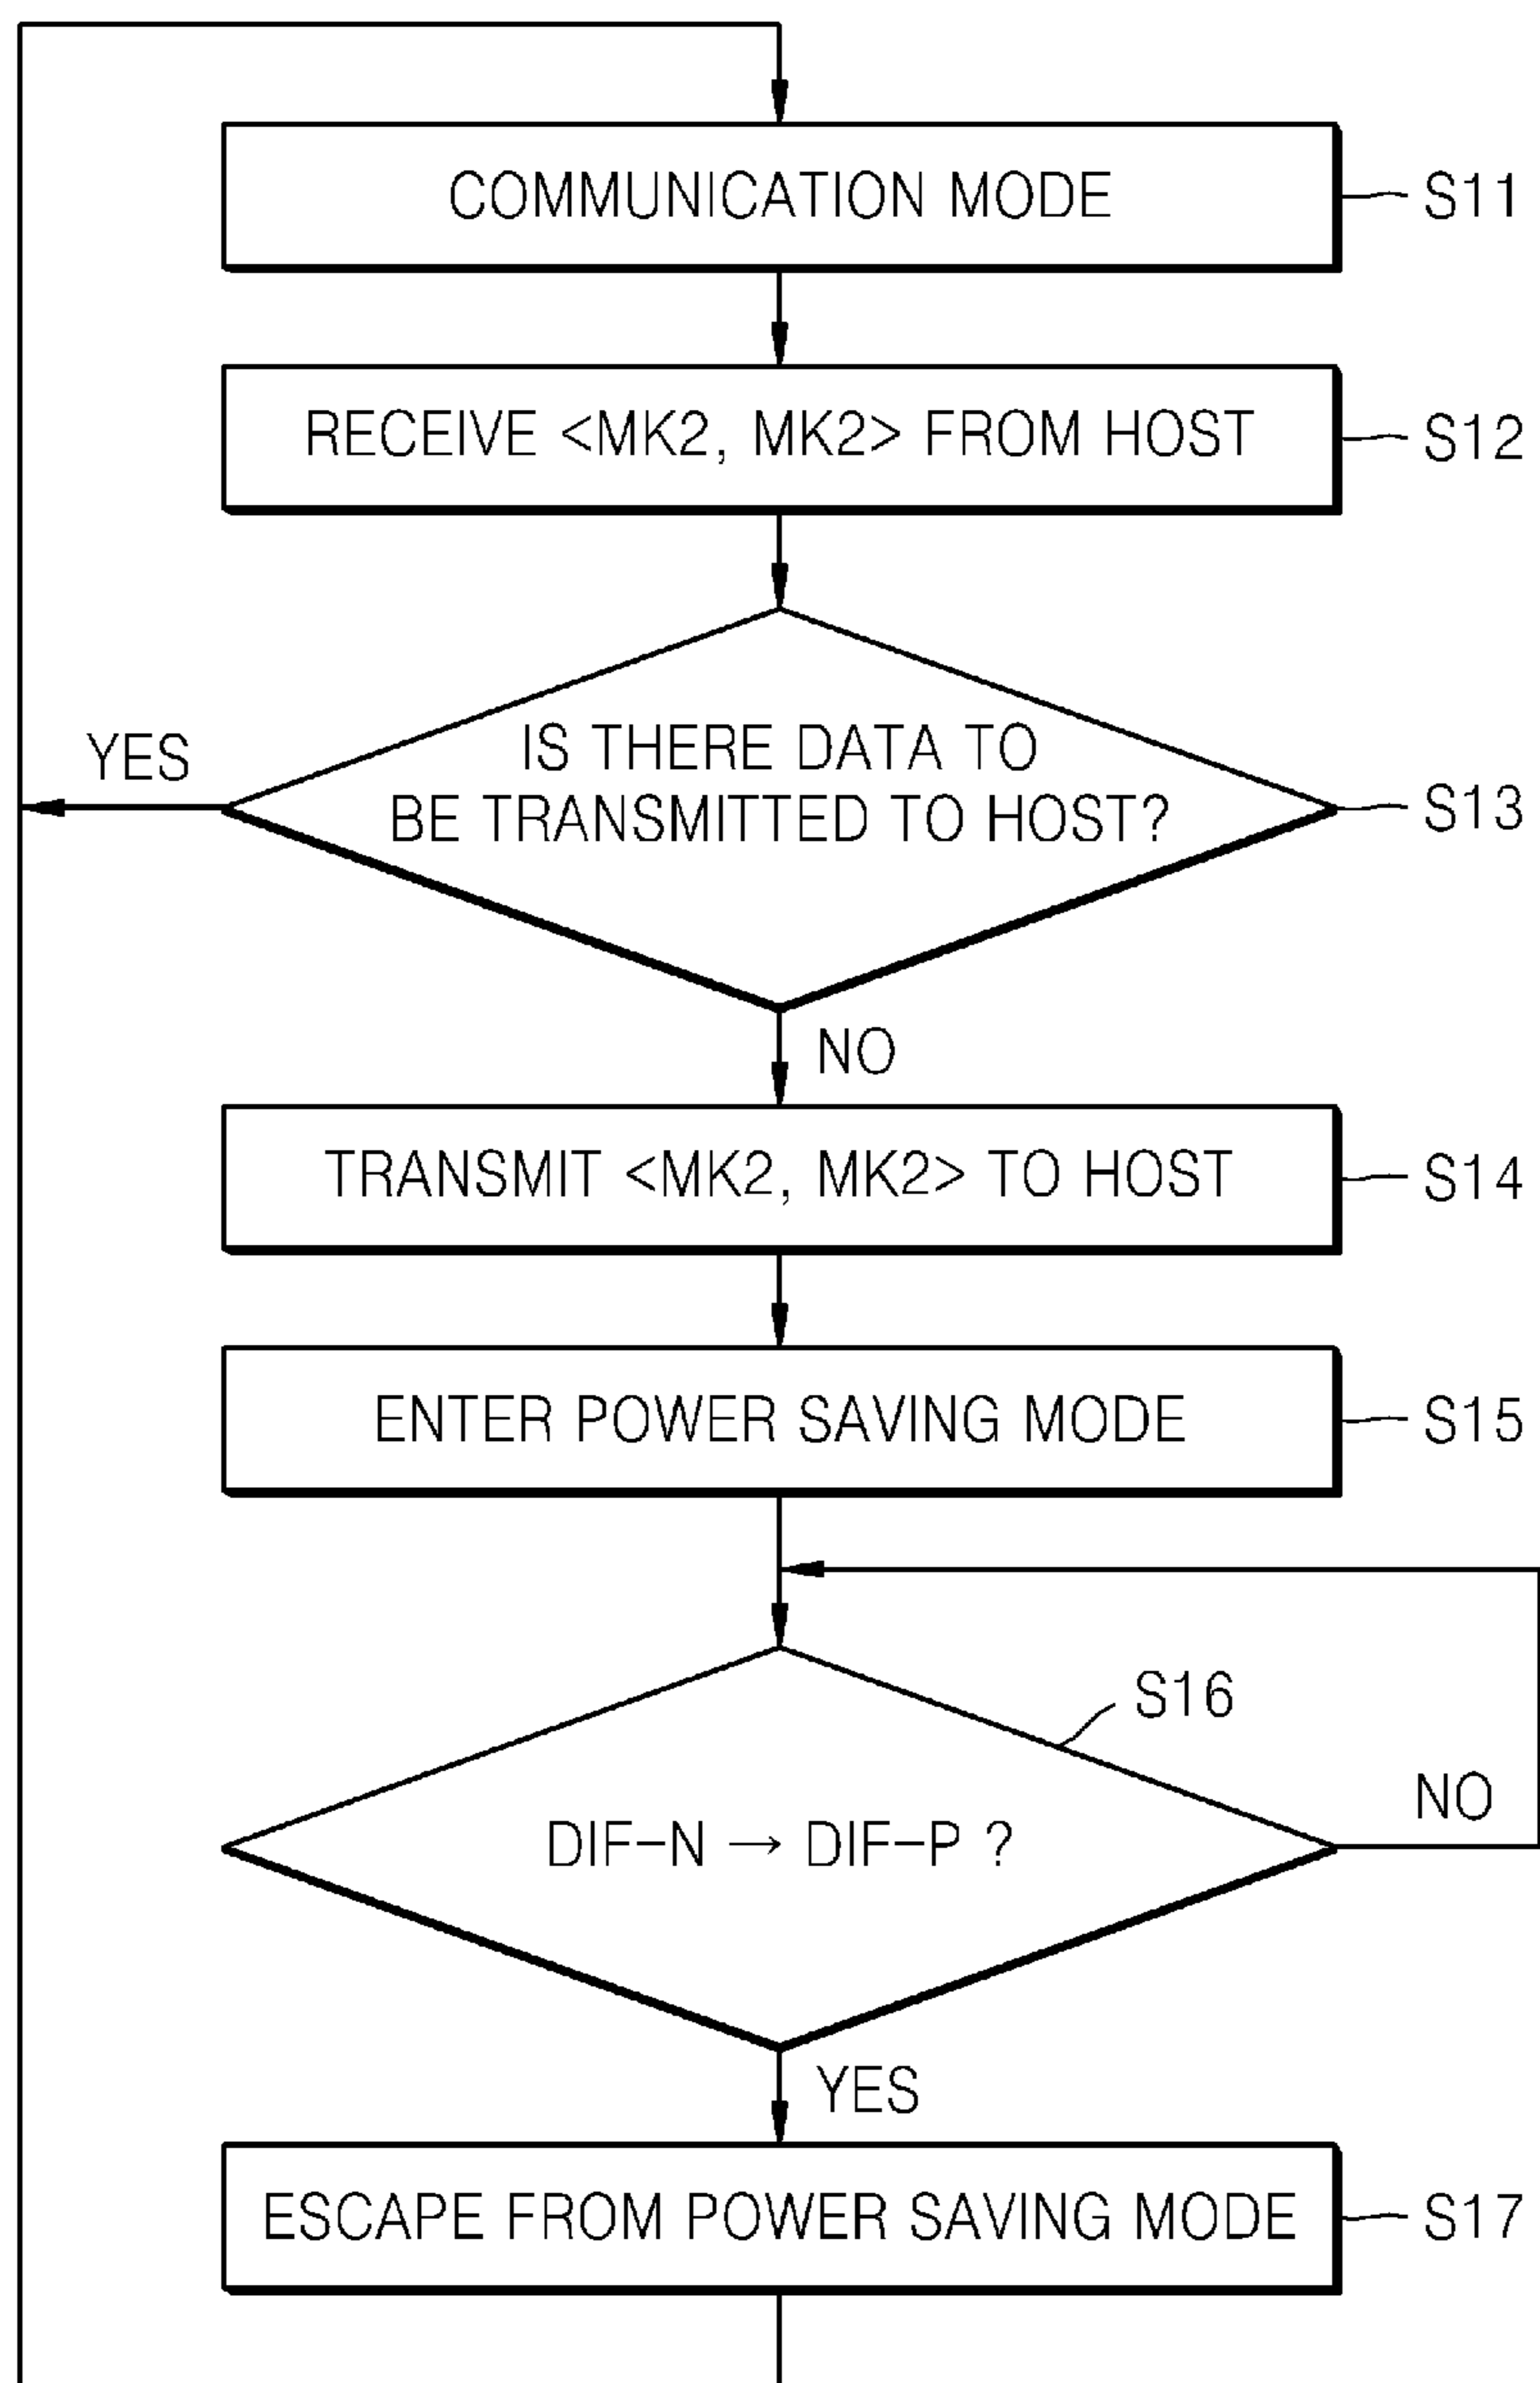 COMMUNICATION MODE
S11
RECEIVE <MK2, MK2> FROM HOST
S12
IS THERE DATA TO
BE TRANSMITTED TO HOST?
S13
YES
NO
TRANSMIT <MK2, MK2> TO HOST
S14
ENTER POWER SAVING MODE
S15
S16
DIF-N → DIF-P ?
NO
YES
ESCAPE FROM POWER SAVING MODE
S17